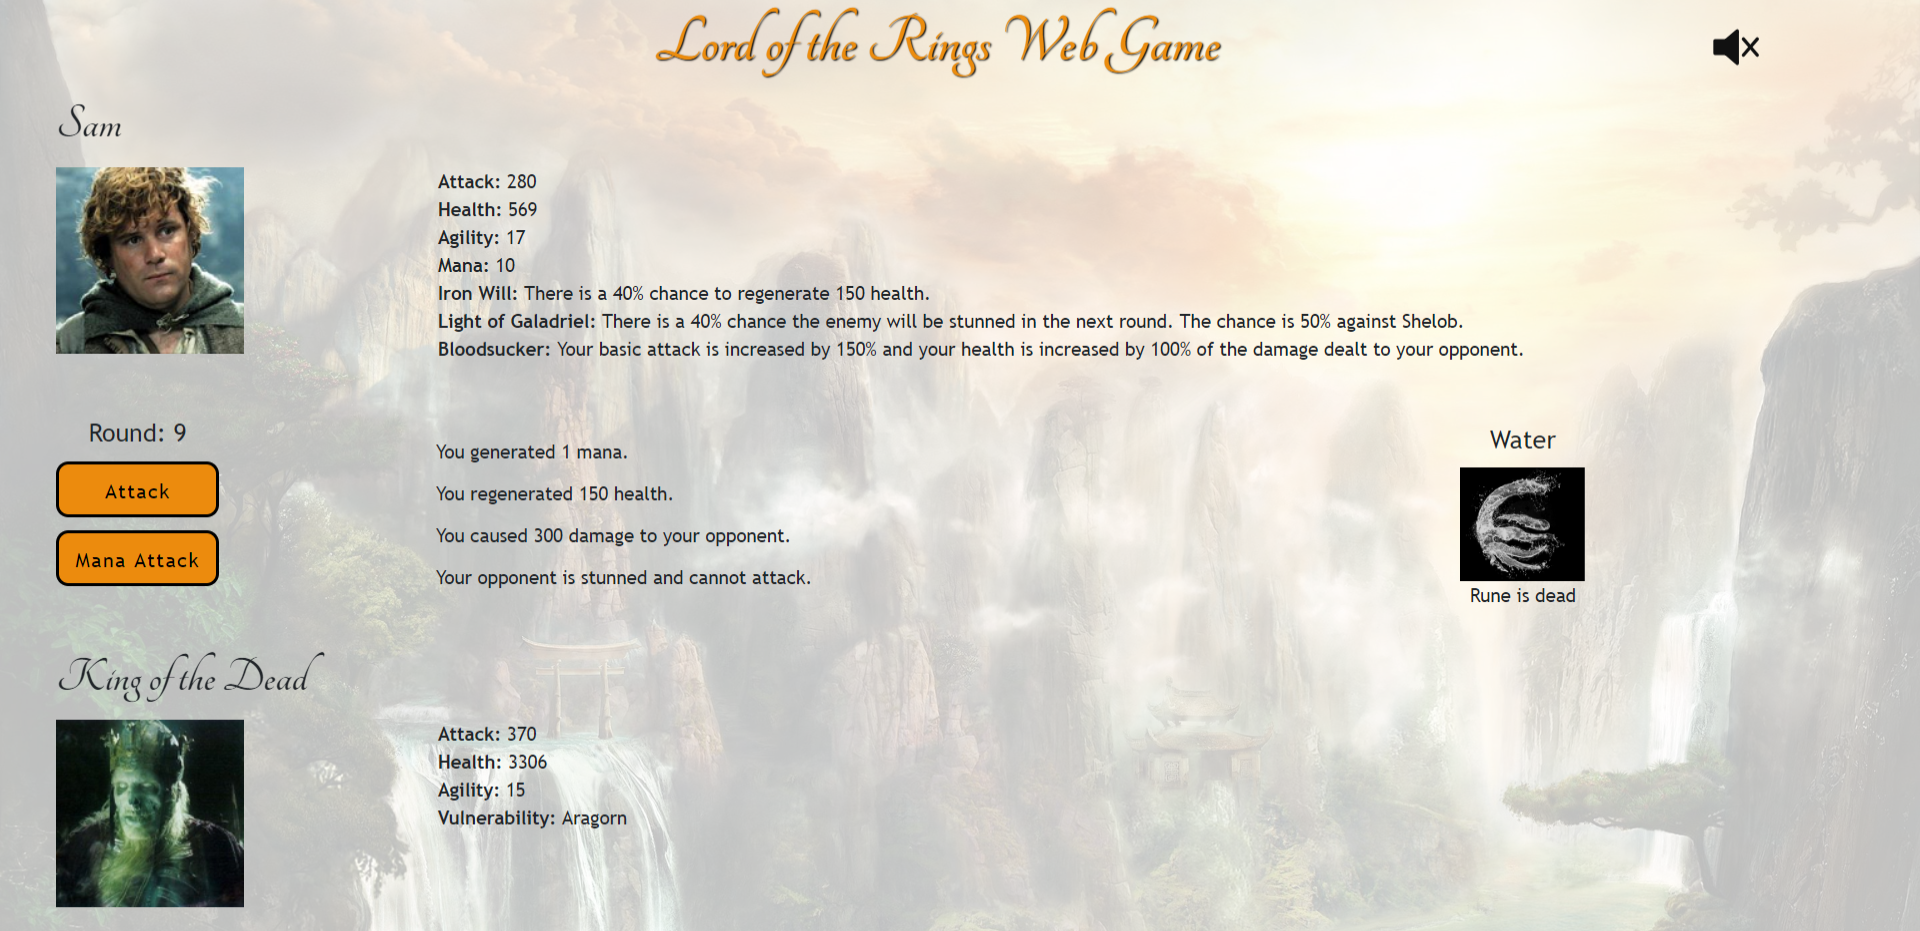 Lord of the Rings Web Game
Sam
Attack: 280
Health: 569
Agility: 17
Mana: 10
Iron Will: There is a 40% chance to regenerate 150 health.
Light of Galadriel: There is a 40% chance the enemy will be stunned in the next round. The chance is 50% against Shelob.
Bloodsucker: Your basic attack is increased by 150% and your health is increased by 100% of the damage dealt to your opponent.
Round: 9
Attack
Mana Attack
You generated 1 mana.
You regenerated 150 health.
You caused 300 damage to your opponent.
Your opponent is stunned and cannot attack.
Water
Rune is dead
King of the Dead
Attack: 370
Health: 3306
Agility: 15
Vulnerability: Aragorn